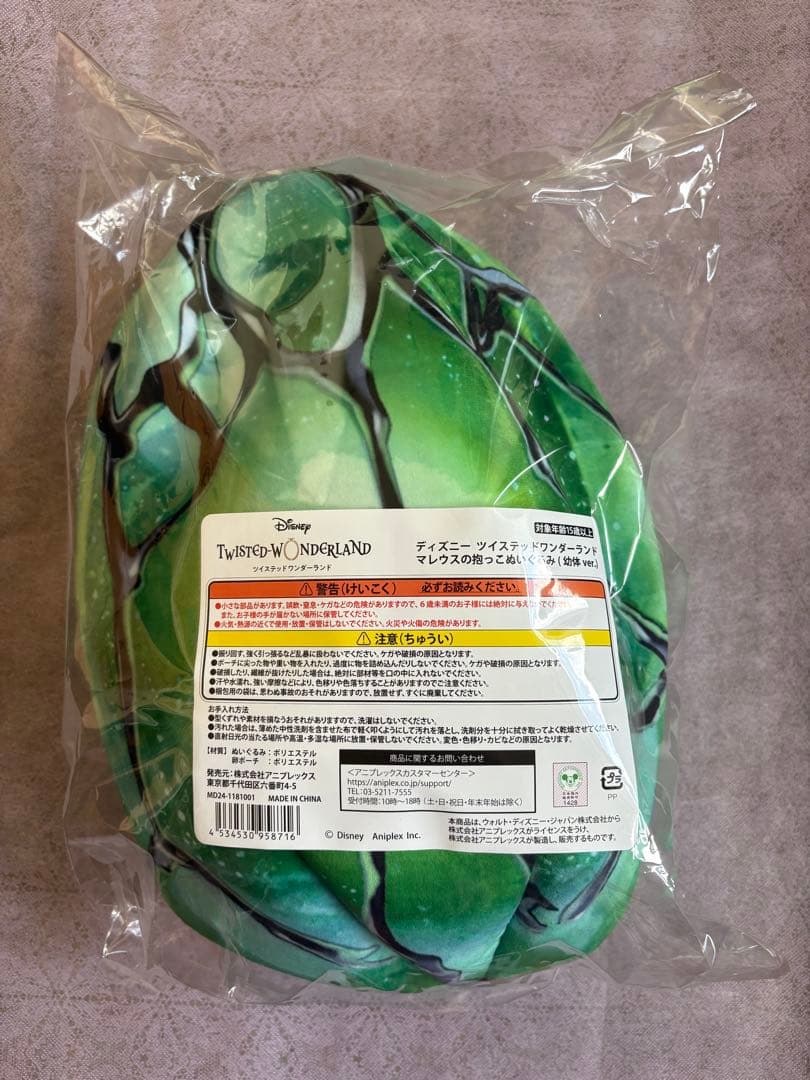 Disney
TWISTED-WONDERLAND
ツイステッドワンダーランド
対象年齢15歳以上
ディズニー ツイステッドワンダーランド
マレウスの抱っこぬいぐるみ(幼体 ver.)
⚠警告(けいこく) 必ずお読みください。
●小さな部品があります。誤飲・窒息・ケガなどの危険がありますので、6歳未満のお子様には絶対に与えないでください。
また、お子様の手が届かない場所に保管してください。
●火気・熱源の近くで使用・放置・保管はしないでください。火災や火傷の危険があります。
⚠注意(ちゅうい)
●振り回す、強く引っ張るなど乱暴に扱わないでください。ケガや破損の原因となります。
●ポーチに尖った物や重い物を入れたり、過度に物を詰め込んだりしないでください。ケガや破損の原因となります。
●破損したり、繊維が抜けたりした場合は、絶対に部材等を口の中に入れないでください。
●汗や水濡れ、強い摩擦などにより、色移りや色落ちすることがありますのでご注意ください。
●梱包用の袋は、思わぬ事故のおそれがありますので、放置せず、すぐに廃棄してください。
お手入れ方法
●型くずれや素材を損なうおそれがありますので、洗濯はしないでください。
●汚れた場合は、薄めた中性洗剤を含ませた布で軽く叩くようにして汚れを落とし、洗剤分を十分に拭き取ってよく乾燥させてください。
●直射日光の当たる場所や高温・多湿な場所に放置・保管しないでください。変色・色移り・カビなどの原因となります。
【材質】 ぬいぐるみ:ポリエステル
卵ポーチ :ポリエステル
発売元:株式会社アニプレックス
東京都千代田区六番町4-5
MD24-1181001 MADE IN CHINA
4 534530 958716
商品に関するお問い合わせ
<アニプレックスカスタマーセンター>
https://aniplex.co.jp/support/
TEL:03-5211-7555
受付時間:10時～18時 (土・日・祝日・年末年始は除く)
© Disney Aniplex Inc.
1428
プラ
PP
本商品は、ウォルト・ディズニー・ジャパン株式会社から
株式会社アニプレックスがライセンスをうけ、
株式会社アニプレックスが製造し、販売するものです。